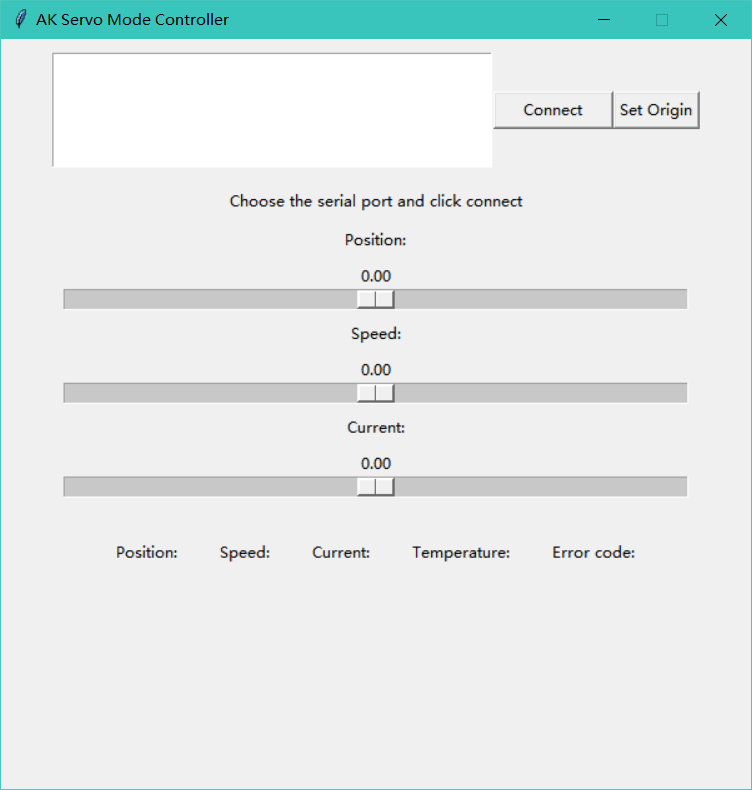 AK Servo Mode Controller
Connect Set Origin
Choose the serial port and click connect
Position:
0.00
Speed:
0.00
Current:
0.00
Position: Speed: Current: Temperature: Error code: